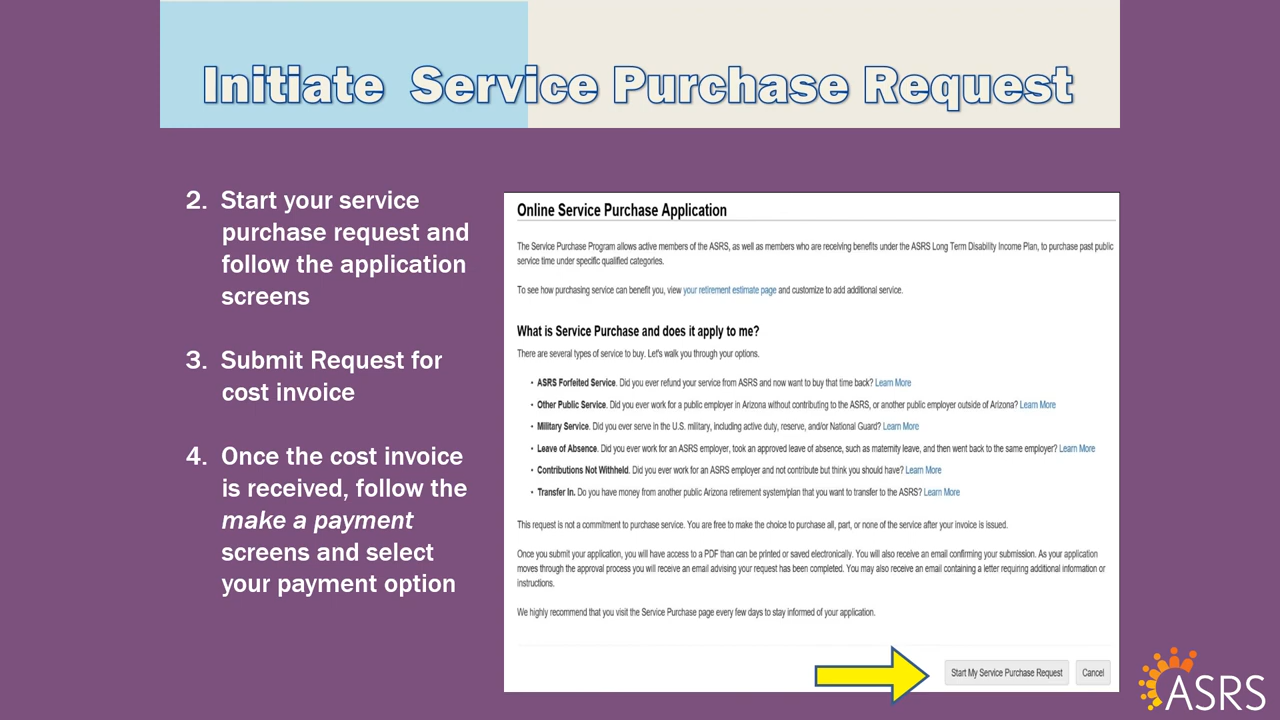 Initiate Service Purchase Request
2. Start your service
purchase request and
follow the application
screens
3. Submit Request for
cost invoice
4. Once the cost invoice
is received, follow the
make a payment
screens and select
your payment option
Online Service Purchase Application
The Service Purchase Program allows active members of the ASRS, as well as members who are receiving benefits under the ASRS Long Term Disability Income Plan, to purchase past public
service time under specific qualified categories.
To see how purchasing service can benefit you, view your retirement estimate page and customize to add additional service.
What is Service Purchase and does it apply to me?
There are several types of service to buy. Let's walk you through your options.
• ASRS Forfeited Service. Did you ever refund your service from ASRS and now want to buy that time back? Learn More
• Other Public Service. Did you ever work for a public employer in Arizona without contributing to the ASRS, or another public employer outside of Arizona? Learn More
• Military Service. Did you ever serve in the U.S. military, including active duty, reserve, and/or National Guard? Learn More
• Leave of Absence. Did you ever work for an ASRS employer, took an approved leave of absence, such as maternity leave, and then went back to the same employer? Learn More
• Contributions Not Withheld. Did you ever work for an ASRS employer and not contribute but think you should have? Learn More
• Transfer In. Do you have money from another public Arizona retirement system/plan that you want to transfer to the ASRS? Learn More
This request is not a commitment to purchase service. You are free to make the choice to purchase all, part, or none of the service after your invoice is issued.
Once you submit your application, you will have access to a PDF than can be printed or saved electronically. You will also receive an email confirming your submission. As your application
moves through the approval process you will receive an email advising your request has been completed. You may also receive an email containing a letter requiring additional information or
instructions.
We highly recommend that you visit the Service Purchase page every few days to stay informed of your application.
Start My Service Purchase Request Cancel
ASRS